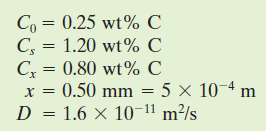 Cₒ = 0.25 wt% C
Cₛ = 1.20 wt% C
Cₓ = 0.80 wt% C
x = 0.50 mm = 5 × 10⁻⁴ m
D = 1.6 × 10⁻¹¹ m²/s